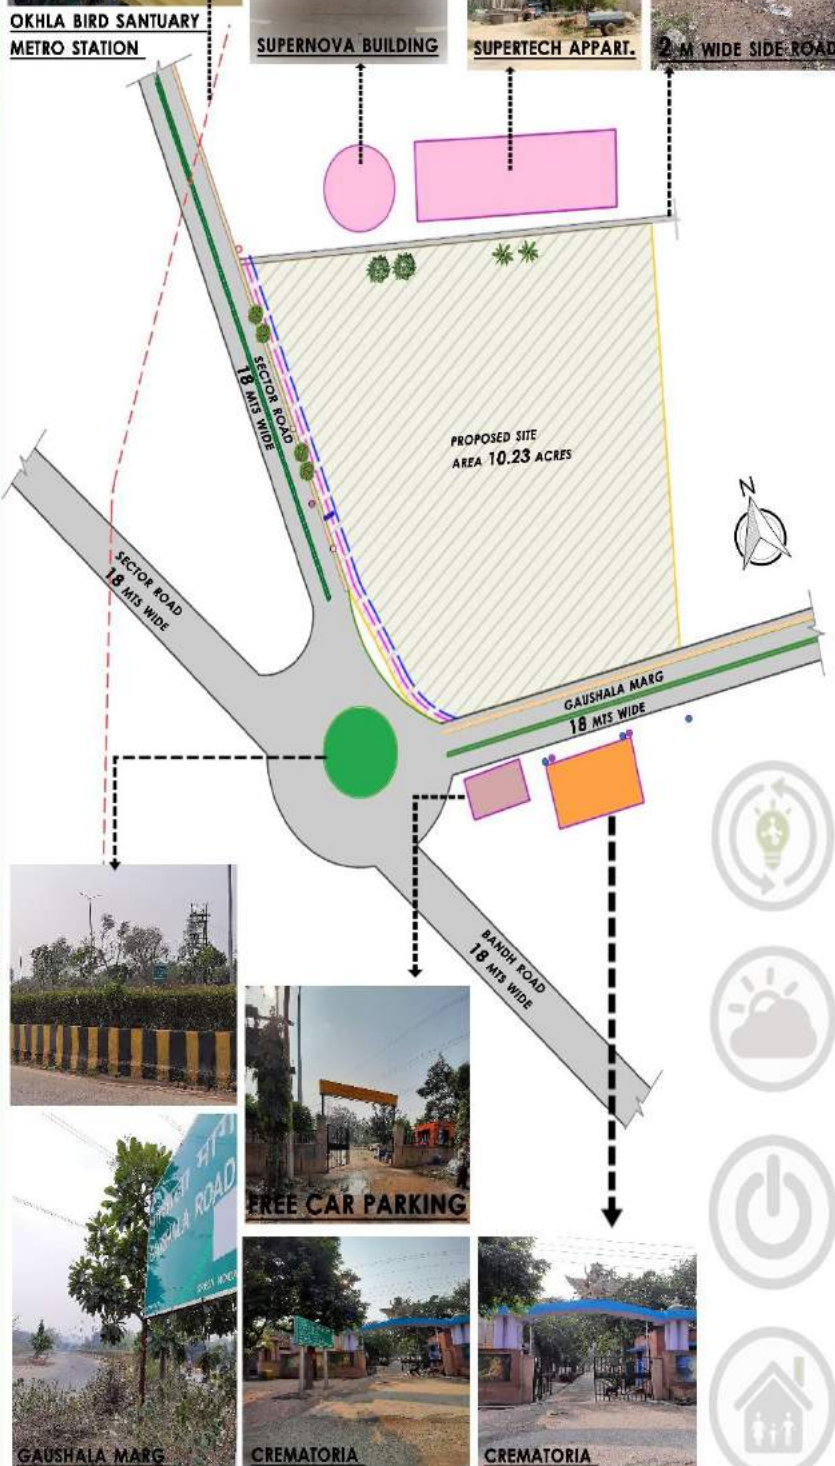 OKHLA BIRD SANTUARY
METRO STATION
SUPERNOVA BUILDING
SUPERTECH APPART.
2 M WIDE SIDE ROAD
SECTOR ROAD
18 MTS WIDE
PROPOSED SITE
AREA 10.23 ACRES
N
SECTOR ROAD
18 MTS WIDE
GAUSHALA MARG
18 MTS WIDE
BANDH ROAD
18 MTS WIDE
FREE CAR PARKING
ROAD
GAUSHALA MARG
CREMATORIA
CREMATORIA